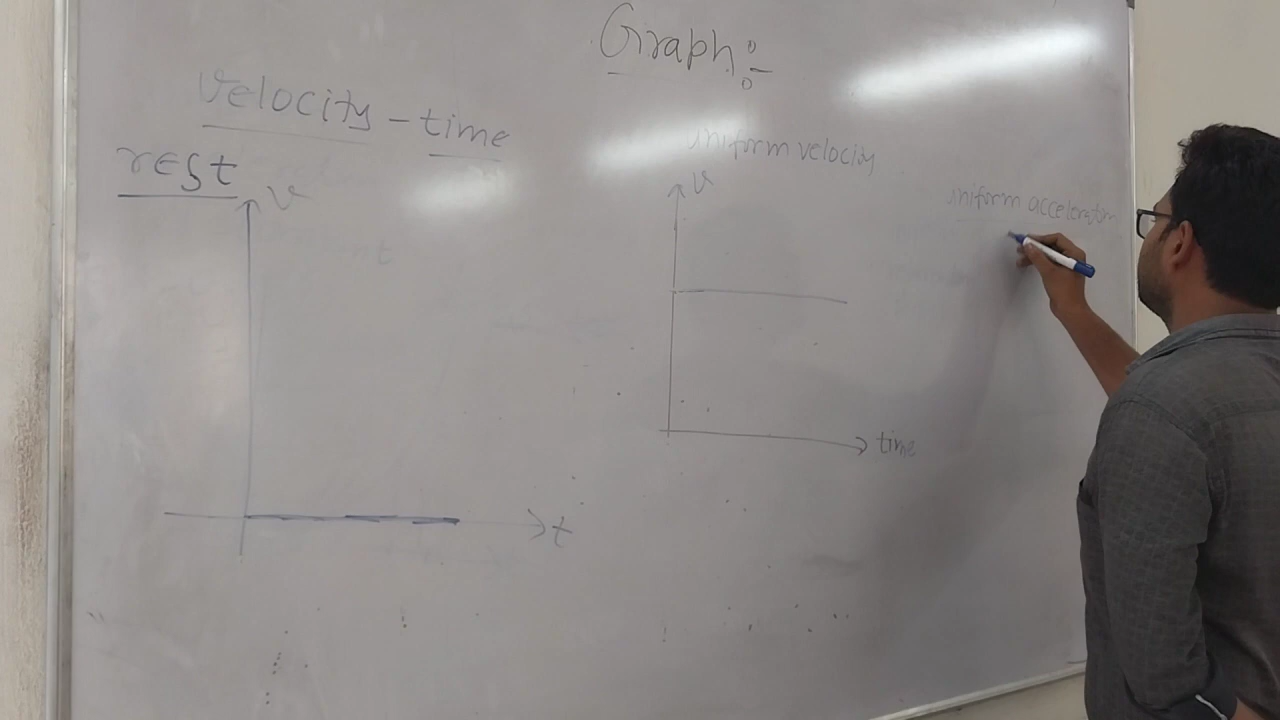 Graph:-
velocity - time
rest
v
t
uniform velocity
v
time
uniform acceleration